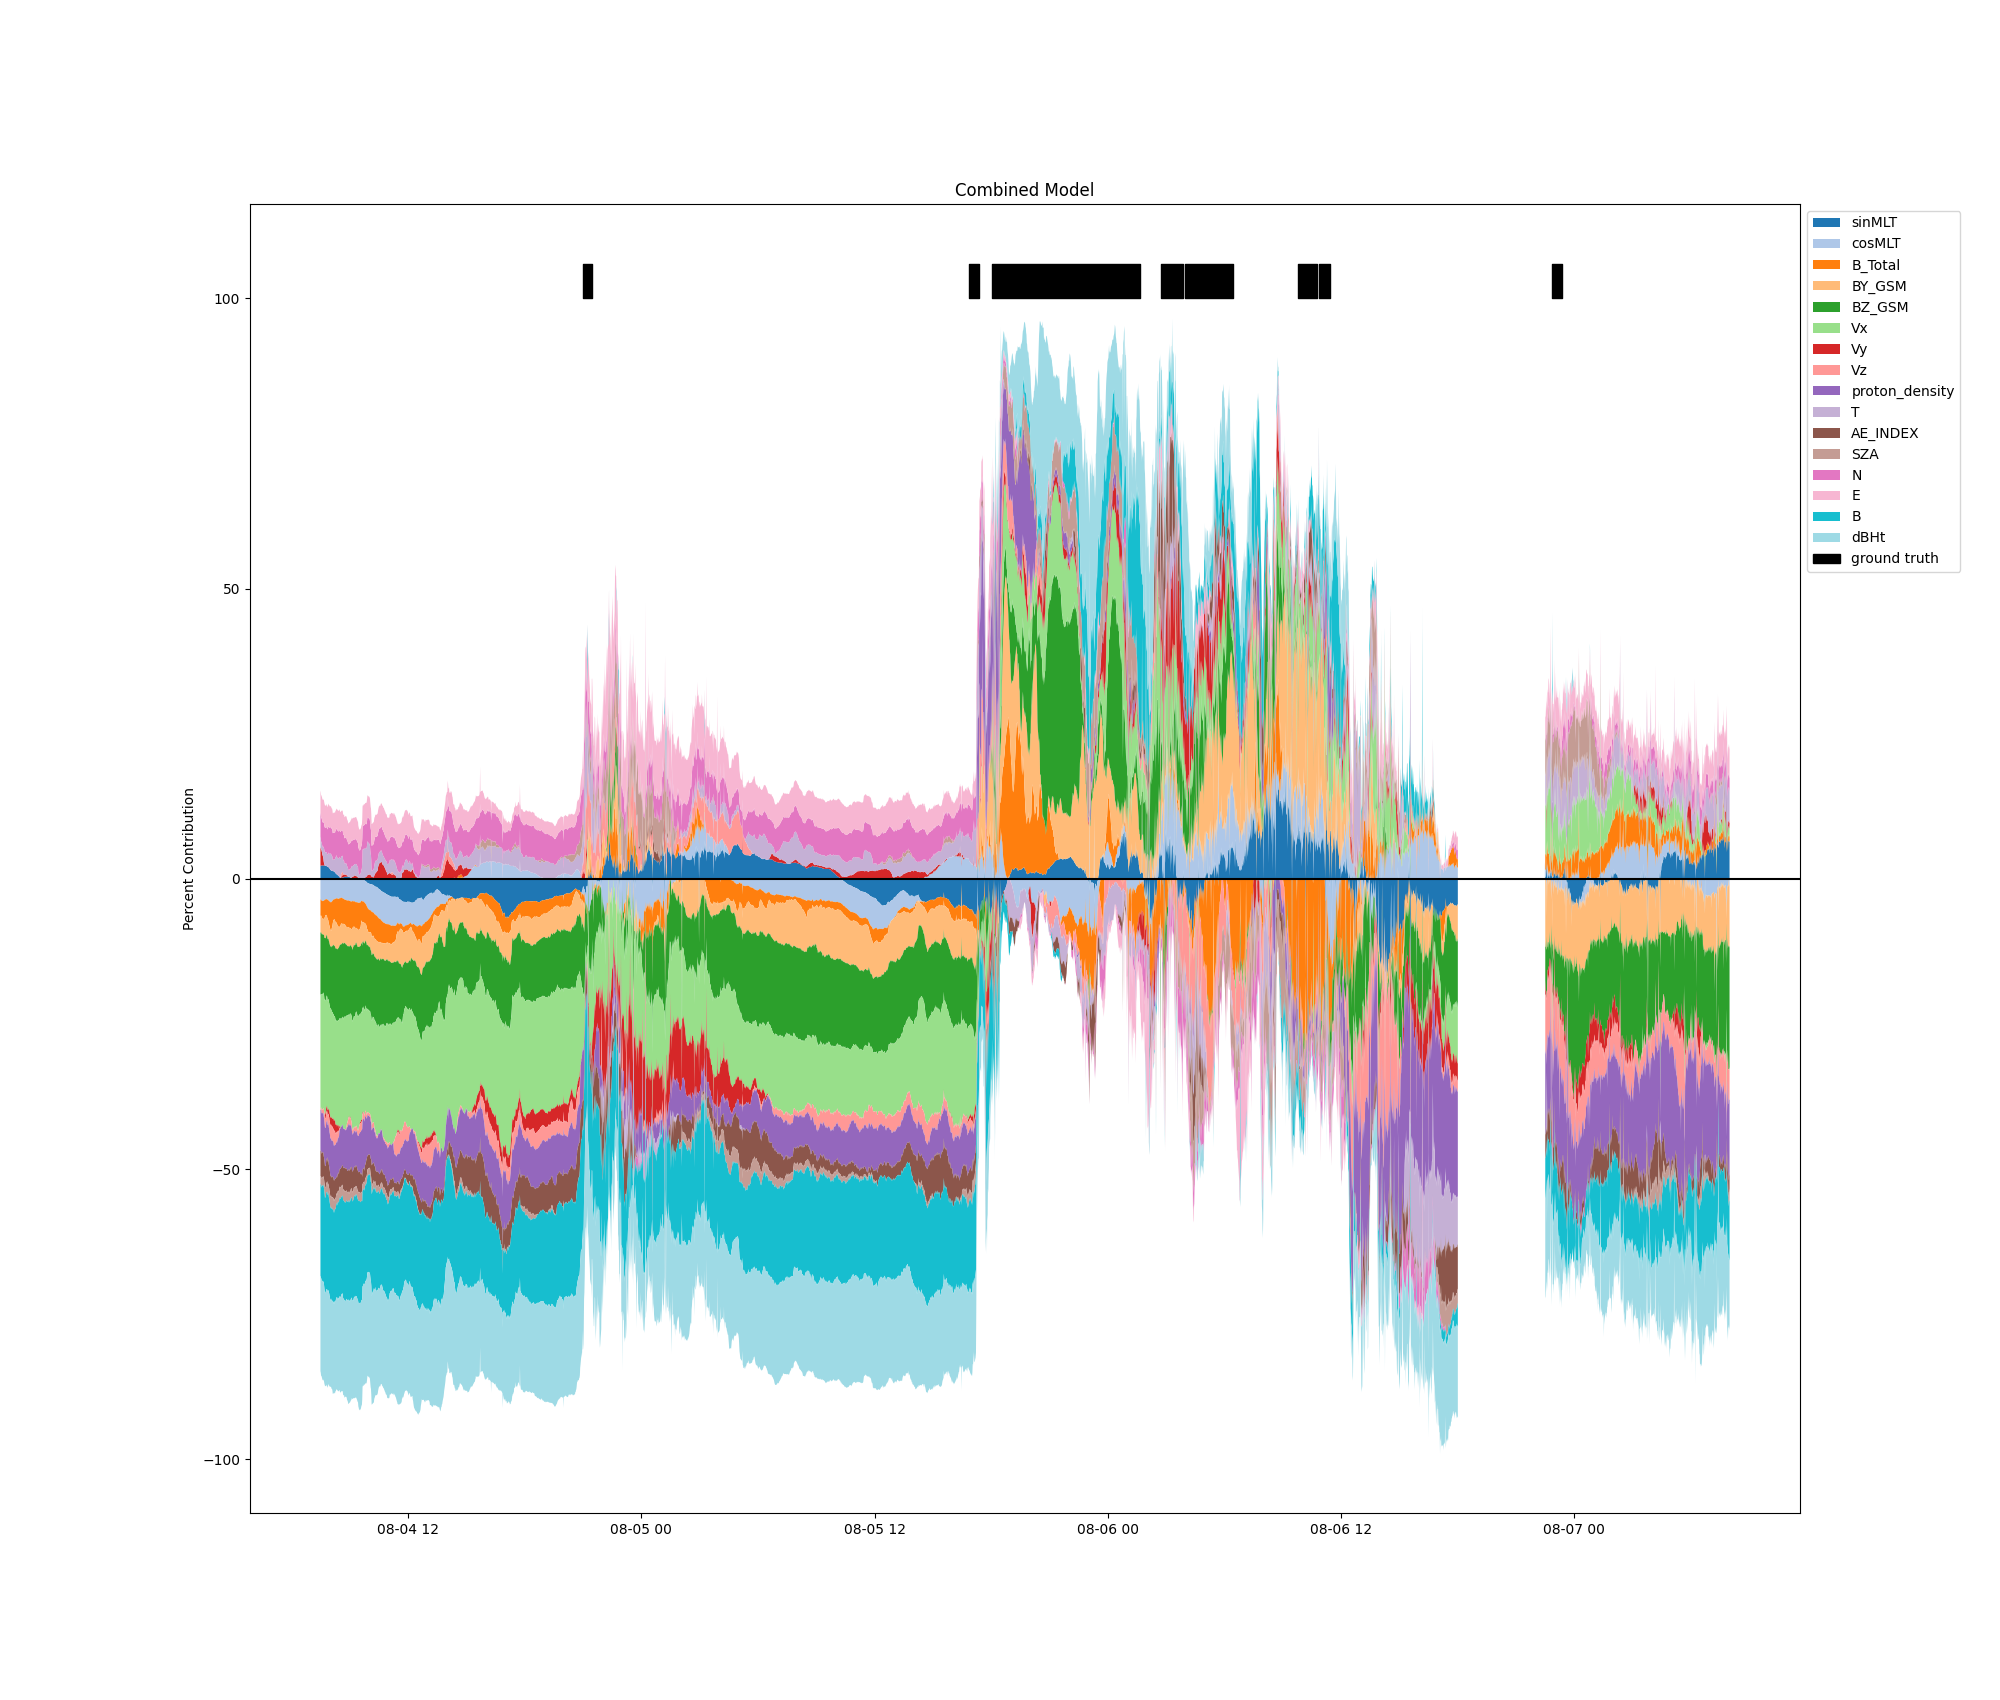 Combined Model
Percent Contribution
100
50
0
−50
−100
08-04 12
08-05 00
08-05 12
08-06 00
08-06 12
08-07 00
sinMLT
cosMLT
B_Total
BY_GSM
BZ_GSM
Vx
Vy
Vz
proton_density
T
AE_INDEX
SZA
N
E
B
dBHt
ground truth